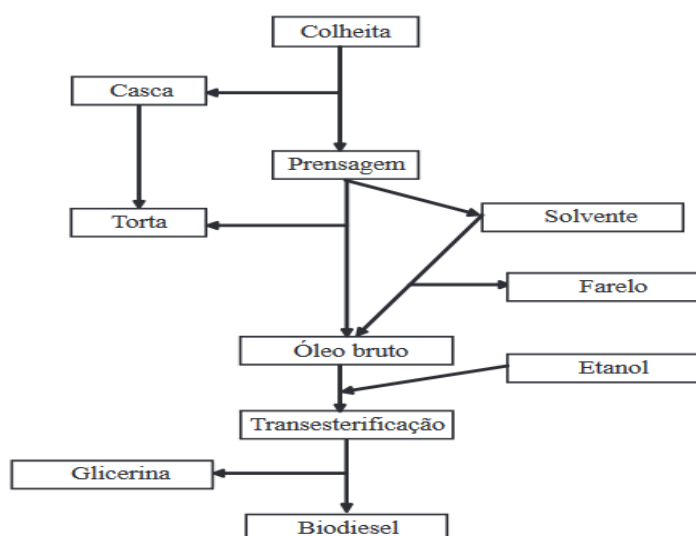 Colheita
Casca
Prensagem
Torta
Solvente
Farelo
Óleo bruto
Etanol
Transesterificação
Glicerina
Biodiesel